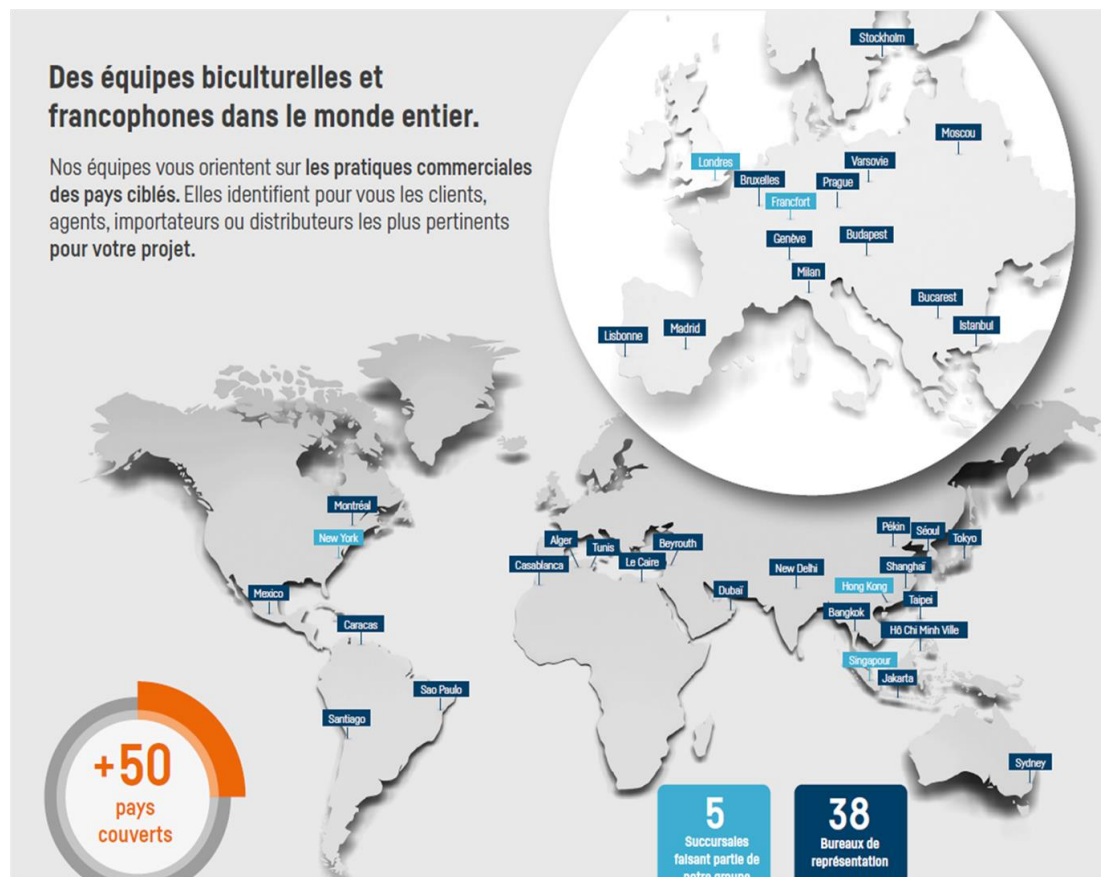 Des équipes biculturelles et
francophones dans le monde entier.
Nos équipes vous orientent sur les pratiques commerciales
des pays ciblés. Elles identifient pour vous les clients,
agents, importateurs ou distributeurs les plus pertinents
pour votre projet.
Stockholm
Moscou
Londres
Varsovie
Bruxelles
Prague
Francfort
Genève
Budapest
Milan
Bucarest
Istanbul
Lisbonne
Madrid
Montréal
New York
Mexico
Caracas
Sao Paulo
Santiago
Alger
Tunis
Beyrouth
Casablanca
Le Caire
Dubaï
New Delhi
Pékin
Séoul
Tokyo
Shanghaï
Hong Kong
Taipei
Bangkok
Hô Chi Minh Ville
Singapour
Jakarta
Sydney
+50
pays
couverts
5
Succursales
faisant partie de
notre groupe
38
Bureaux de
représentation